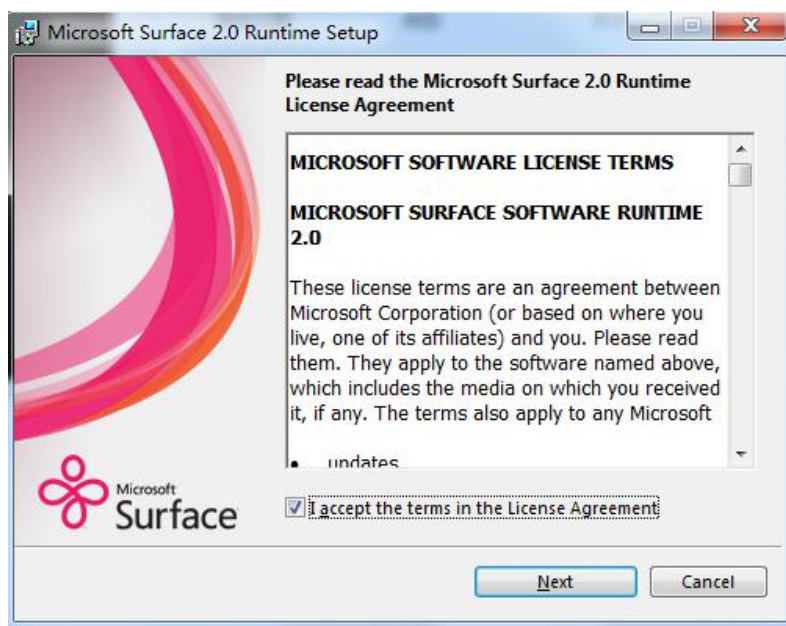 Microsoft Surface 2.0 Runtime Setup
Please read the Microsoft Surface 2.0 Runtime
License Agreement
MICROSOFT SOFTWARE LICENSE TERMS
MICROSOFT SURFACE SOFTWARE RUNTIME
2.0
These license terms are an agreement between
Microsoft Corporation (or based on where you
live, one of its affiliates) and you. Please read
them. They apply to the software named above,
which includes the media on which you received
it, if any. The terms also apply to any Microsoft
• updates
Microsoft
Surface
I accept the terms in the License Agreement
Next
Cancel